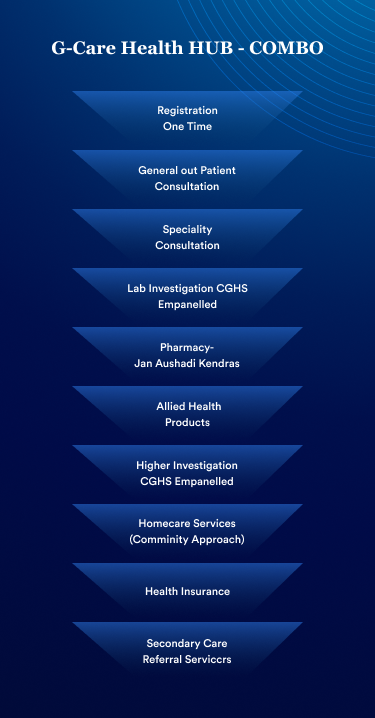 G-Care Health HUB - COMBO
Registration
One Time
General out Patient
Consultation
Speciality
Consultation
Lab Investigation CGHS
Empanelled
Pharmacy-
Jan Aushadi Kendras
Allied Health
Products
Higher Investigation
CGHS Empanelled
Homecare Services
(Comminity Approach)
Health Insurance
Secondary Care
Referral Serviccrs